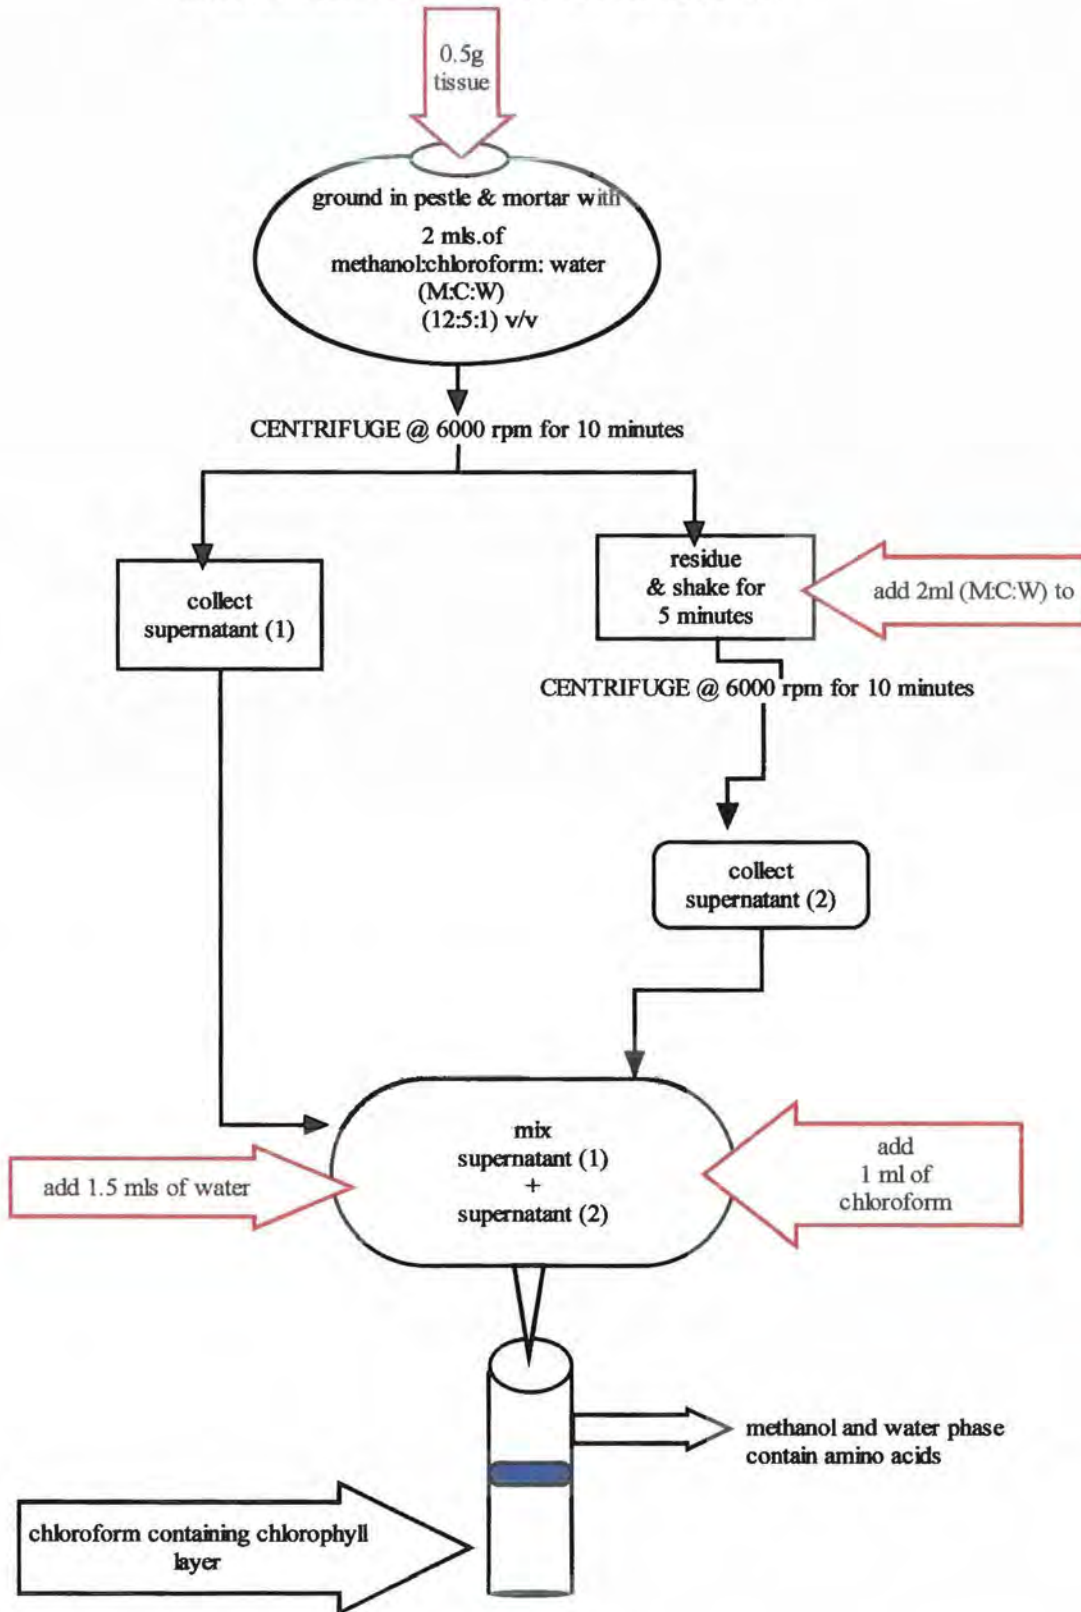 0.5g
tissue
ground in pestle & mortar with
2 mls.of
methanol:chloroform: water
(M:C:W)
(12:5:1) v/v
CENTRIFUGE @ 6000 rpm for 10 minutes
collect
supernatant (1)
residue
& shake for
5 minutes
add 2ml (M:C:W) to
CENTRIFUGE @ 6000 rpm for 10 minutes
collect
supernatant (2)
mix
supernatant (1)
+
supernatant (2)
add 1.5 mls of water
add
1 ml of
chloroform
methanol and water phase
contain amino acids
chloroform containing chlorophyll
layer